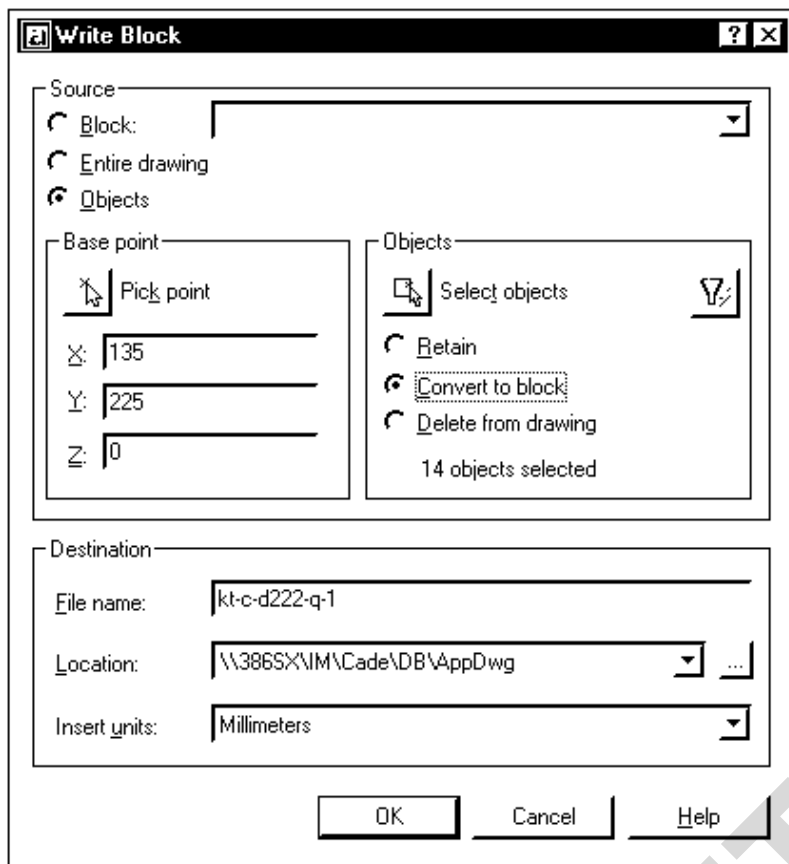 Write Block
Source
Block:
Entire drawing
Objects
Base point
Pick point
X: 135
Y: 225
Z: 0
Objects
Select objects
Retain
Convert to block
Delete from drawing
14 objects selected
Destination
File name: kt-c-d222-q-1
Location: \\386SX\IM\Cade\DB\AppDwg ...
Insert units: Millimeters
OK Cancel Help